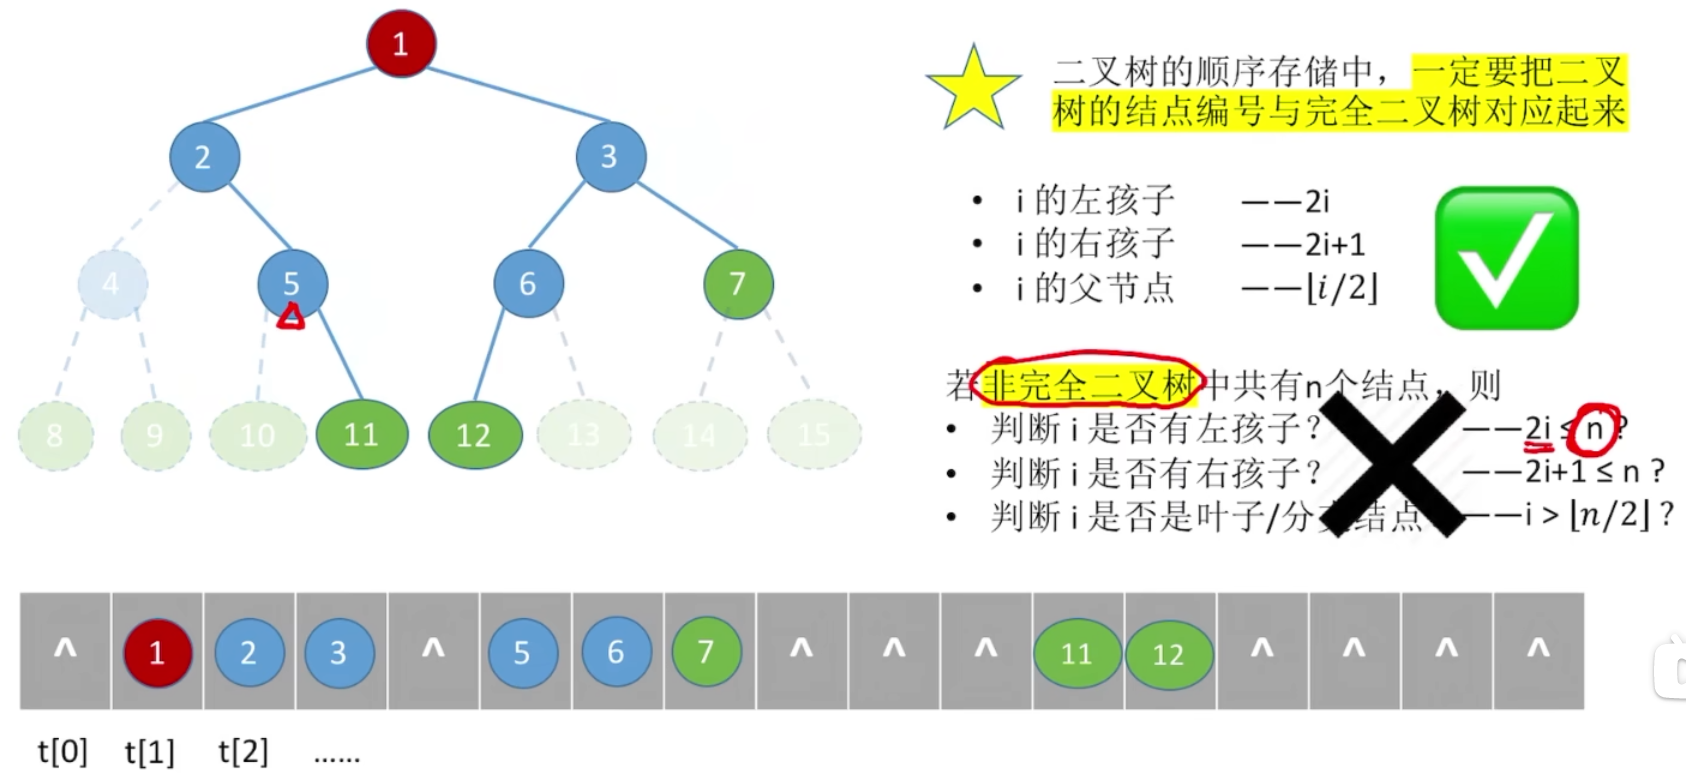 1
2
3
4
5
6
7
8
9
10
11
12
13
14
15
二叉树的顺序存储中，一定要把二叉
树的结点编号与完全二叉树对应起来
• i 的左孩子 ——2i
• i 的右孩子 ——2i+1
• i 的父节点 ——⌊i/2⌋
若非完全二叉树中共有n个结点，则
• 判断 i 是否有左孩子？ ——2i ≤ n ?
• 判断 i 是否有右孩子？ ——2i+1 ≤ n ?
• 判断 i 是否是叶子/分支结点？ ——i > ⌊n/2⌋ ?
^ 1 2 3 ^ 5 6 7 ^ ^ ^ 11 12 ^ ^ ^ ^
t[0] t[1] t[2] ......